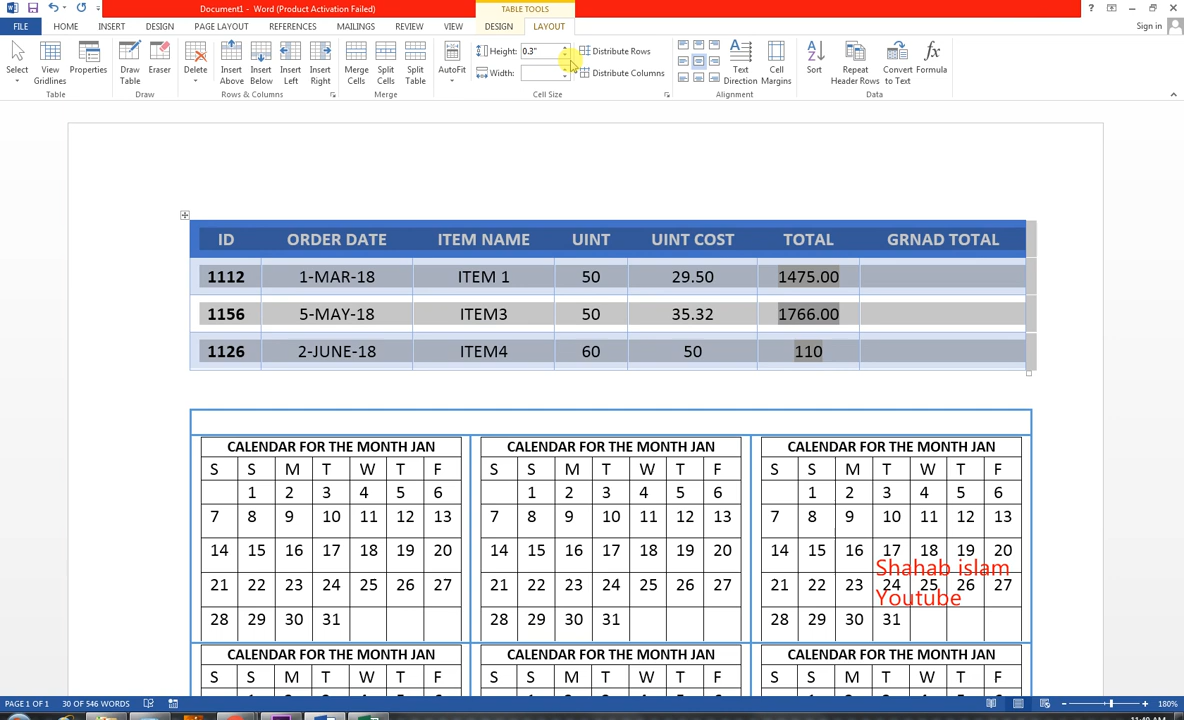 Document1 - Word (Product Activation Failed)
TABLE TOOLS
FILE HOME INSERT DESIGN PAGE LAYOUT REFERENCES MAILINGS REVIEW VIEW DESIGN LAYOUT Sign in
Select View Gridlines Properties Draw Table Eraser Delete Insert Above Insert Below Insert Left Insert Right Merge Cells Split Cells Split Table AutoFit Height: 0.3" Width: Distribute Rows Distribute Columns Text Direction Cell Margins Sort Repeat Header Rows Convert to Text Formula
Table Draw Rows & Columns Merge Cell Size Alignment Data
ID ORDER DATE ITEM NAME UINT UINT COST TOTAL GRNAD TOTAL
1112 1-MAR-18 ITEM 1 50 29.50 1475.00
1156 5-MAY-18 ITEM3 50 35.32 1766.00
1126 2-JUNE-18 ITEM4 60 50 110
CALENDAR FOR THE MONTH JAN CALENDAR FOR THE MONTH JAN CALENDAR FOR THE MONTH JAN
S S M T W T F S S M T W T F S S M T W T F
1 2 3 4 5 6 1 2 3 4 5 6 1 2 3 4 5 6
7 8 9 10 11 12 13 7 8 9 10 11 12 13 7 8 9 10 11 12 13
14 15 16 17 18 19 20 14 15 16 17 18 19 20 14 15 16 17 18 19 20
Shahab islam
21 22 23 24 25 26 27 21 22 23 24 25 26 27 21 22 23 24 25 26 27
Youtube
28 29 30 31 28 29 30 31 28 29 30 31
CALENDAR FOR THE MONTH JAN CALENDAR FOR THE MONTH JAN CALENDAR FOR THE MONTH JAN
S S M T W T F S S M T W T F S S M T W T F
PAGE 1 OF 1 30 OF 546 WORDS 180%